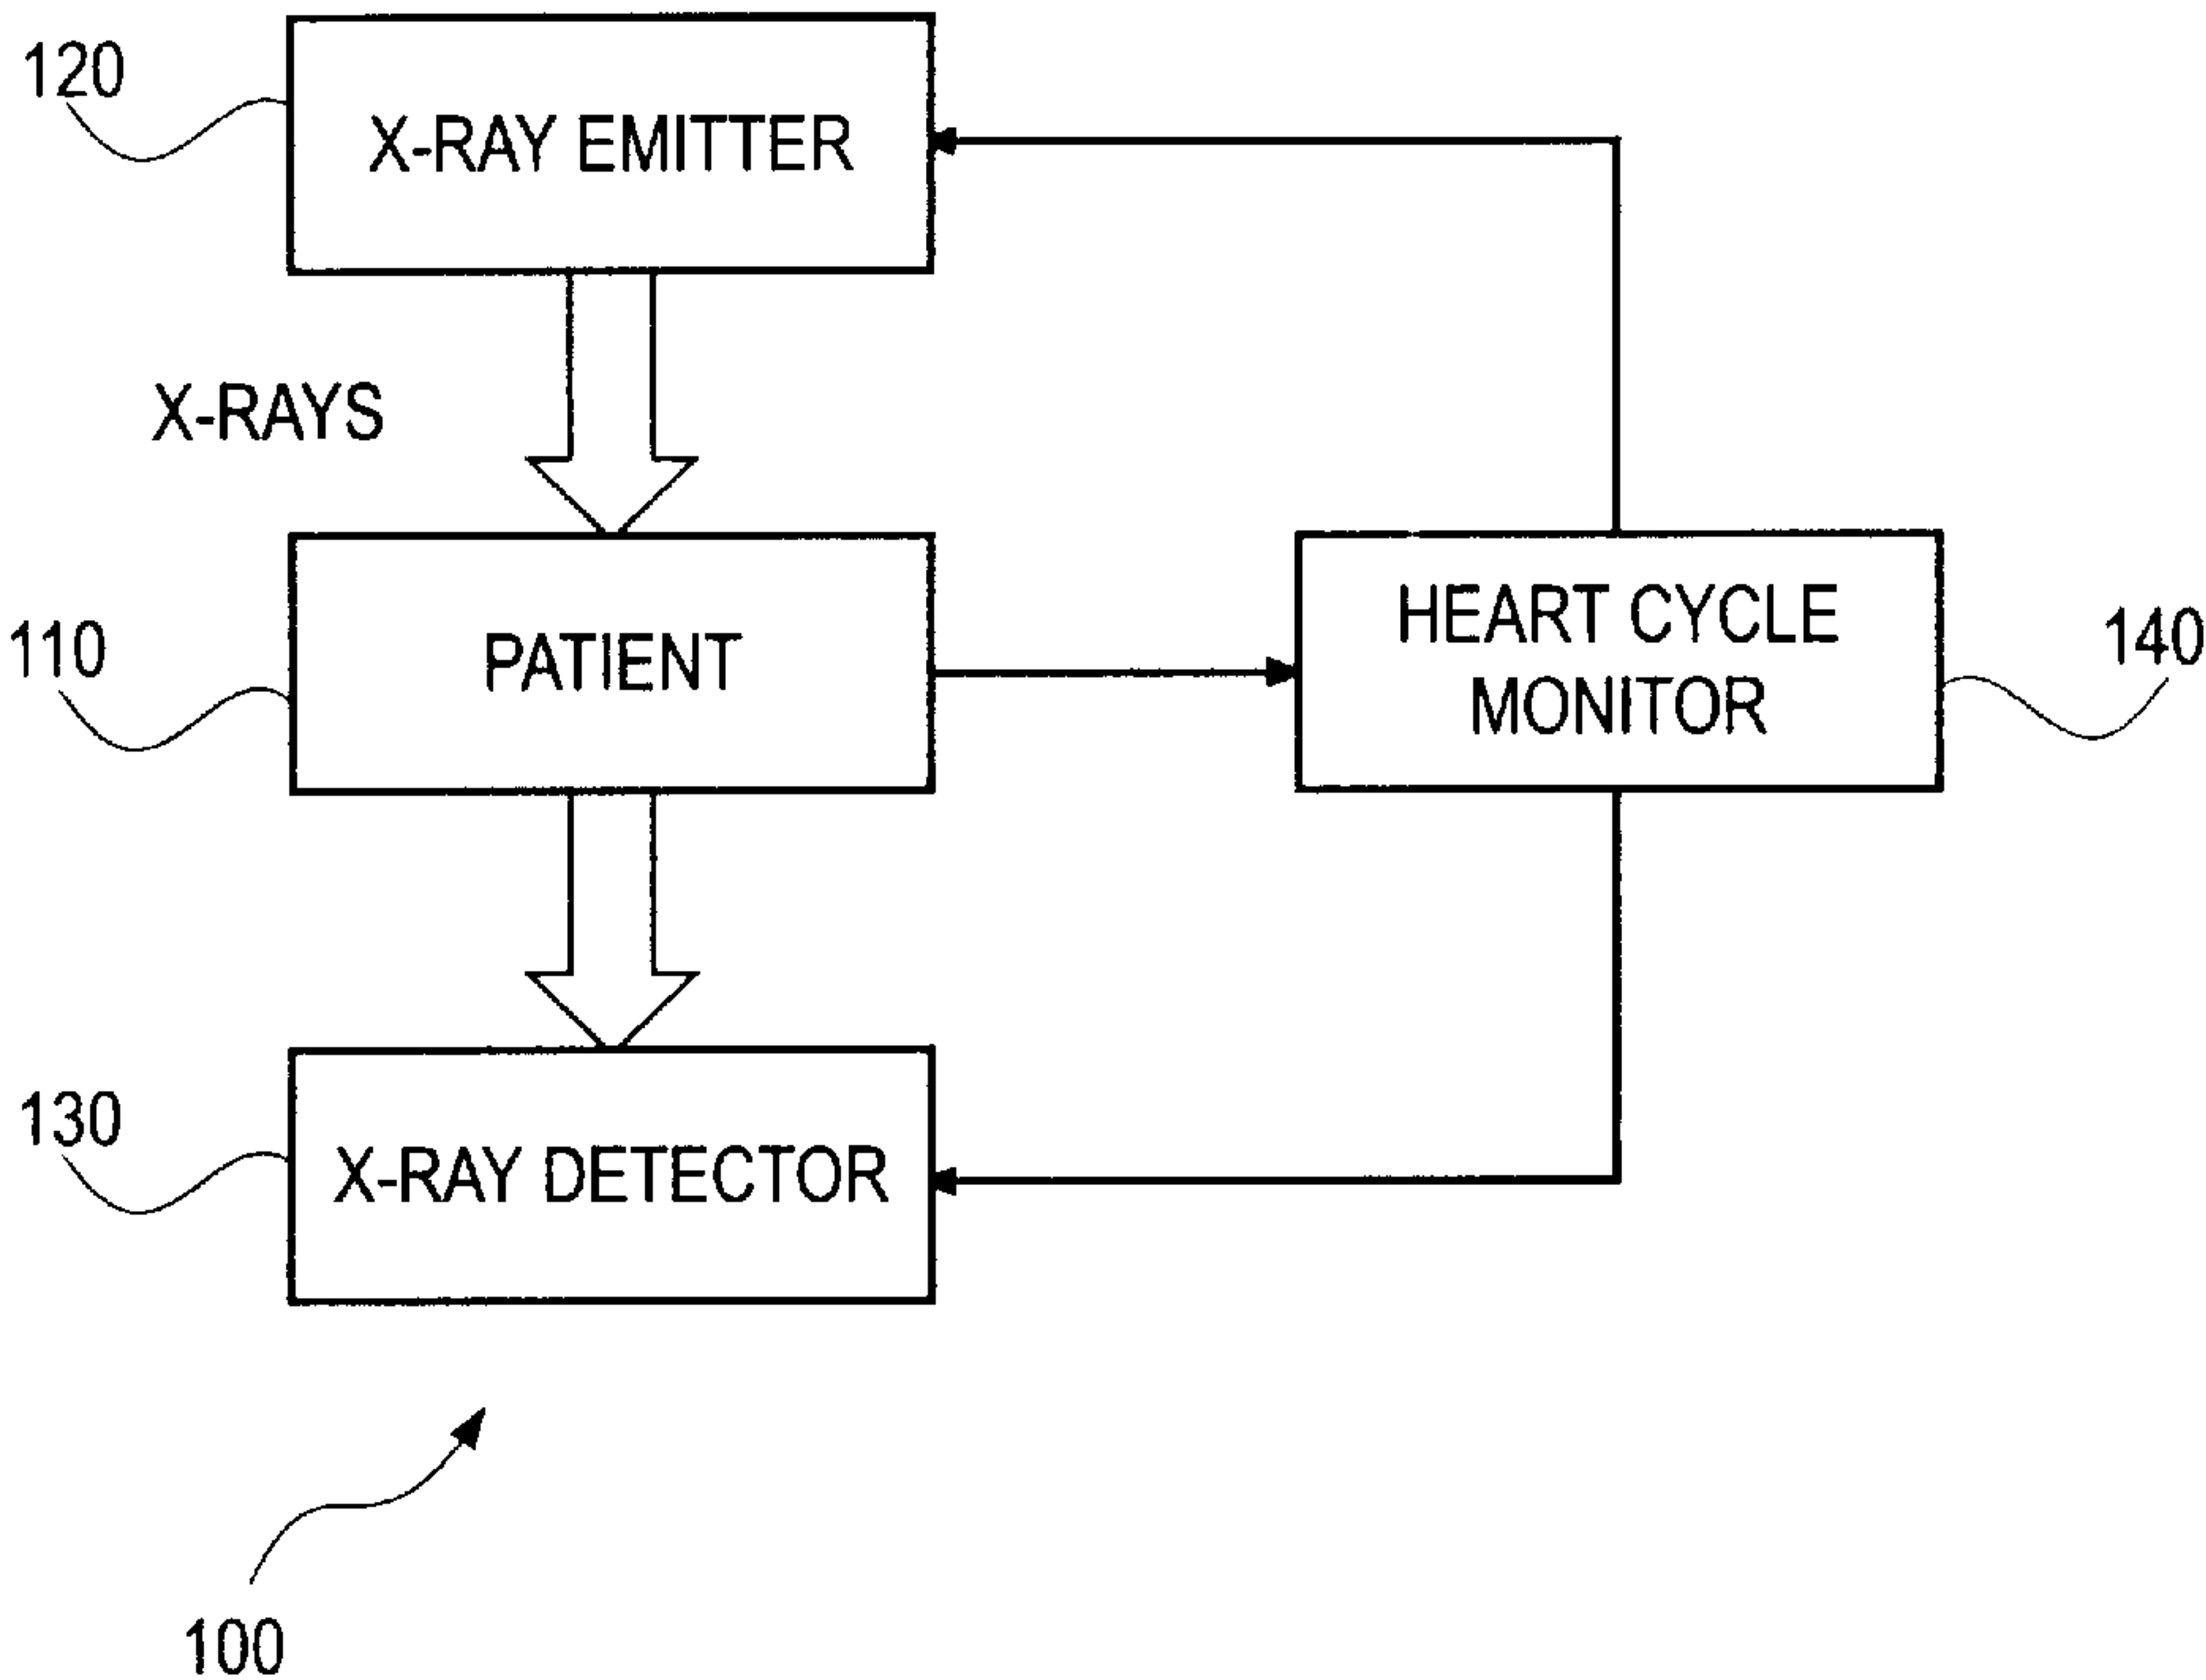 120
X-RAY EMITTER
X-RAYS
110
PATIENT
HEART CYCLE
MONITOR
140
130
X-RAY DETECTOR
100